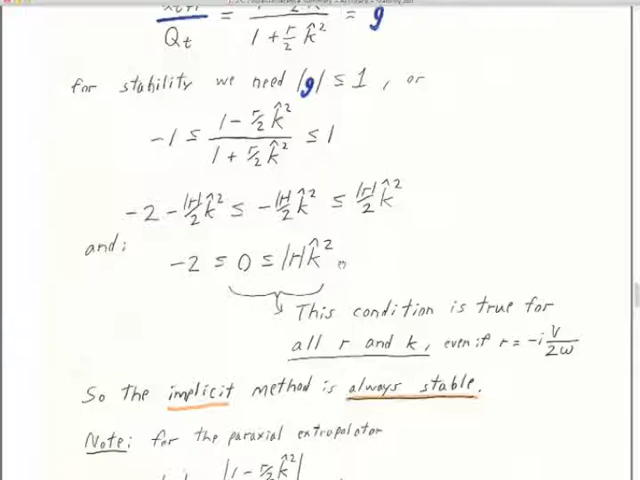 Q_t / 1 + r/2 k̂² = g
for stability we need |g| ≤ 1, or
-1 ≤ (1 - r/2 k̂²) / (1 + r/2 k̂²) ≤ 1
-2 - |r|/2 k̂² ≤ -|r|/2 k̂² ≤ |r|/2 k̂²
and:
-2 ≤ 0 ≤ |r| k̂²
This condition is true for
all r and k, even if r = -i v/2ω
So the implicit method is always stable.
Note: for the paraxial extrapolator
|1 - r/2 k̂²|